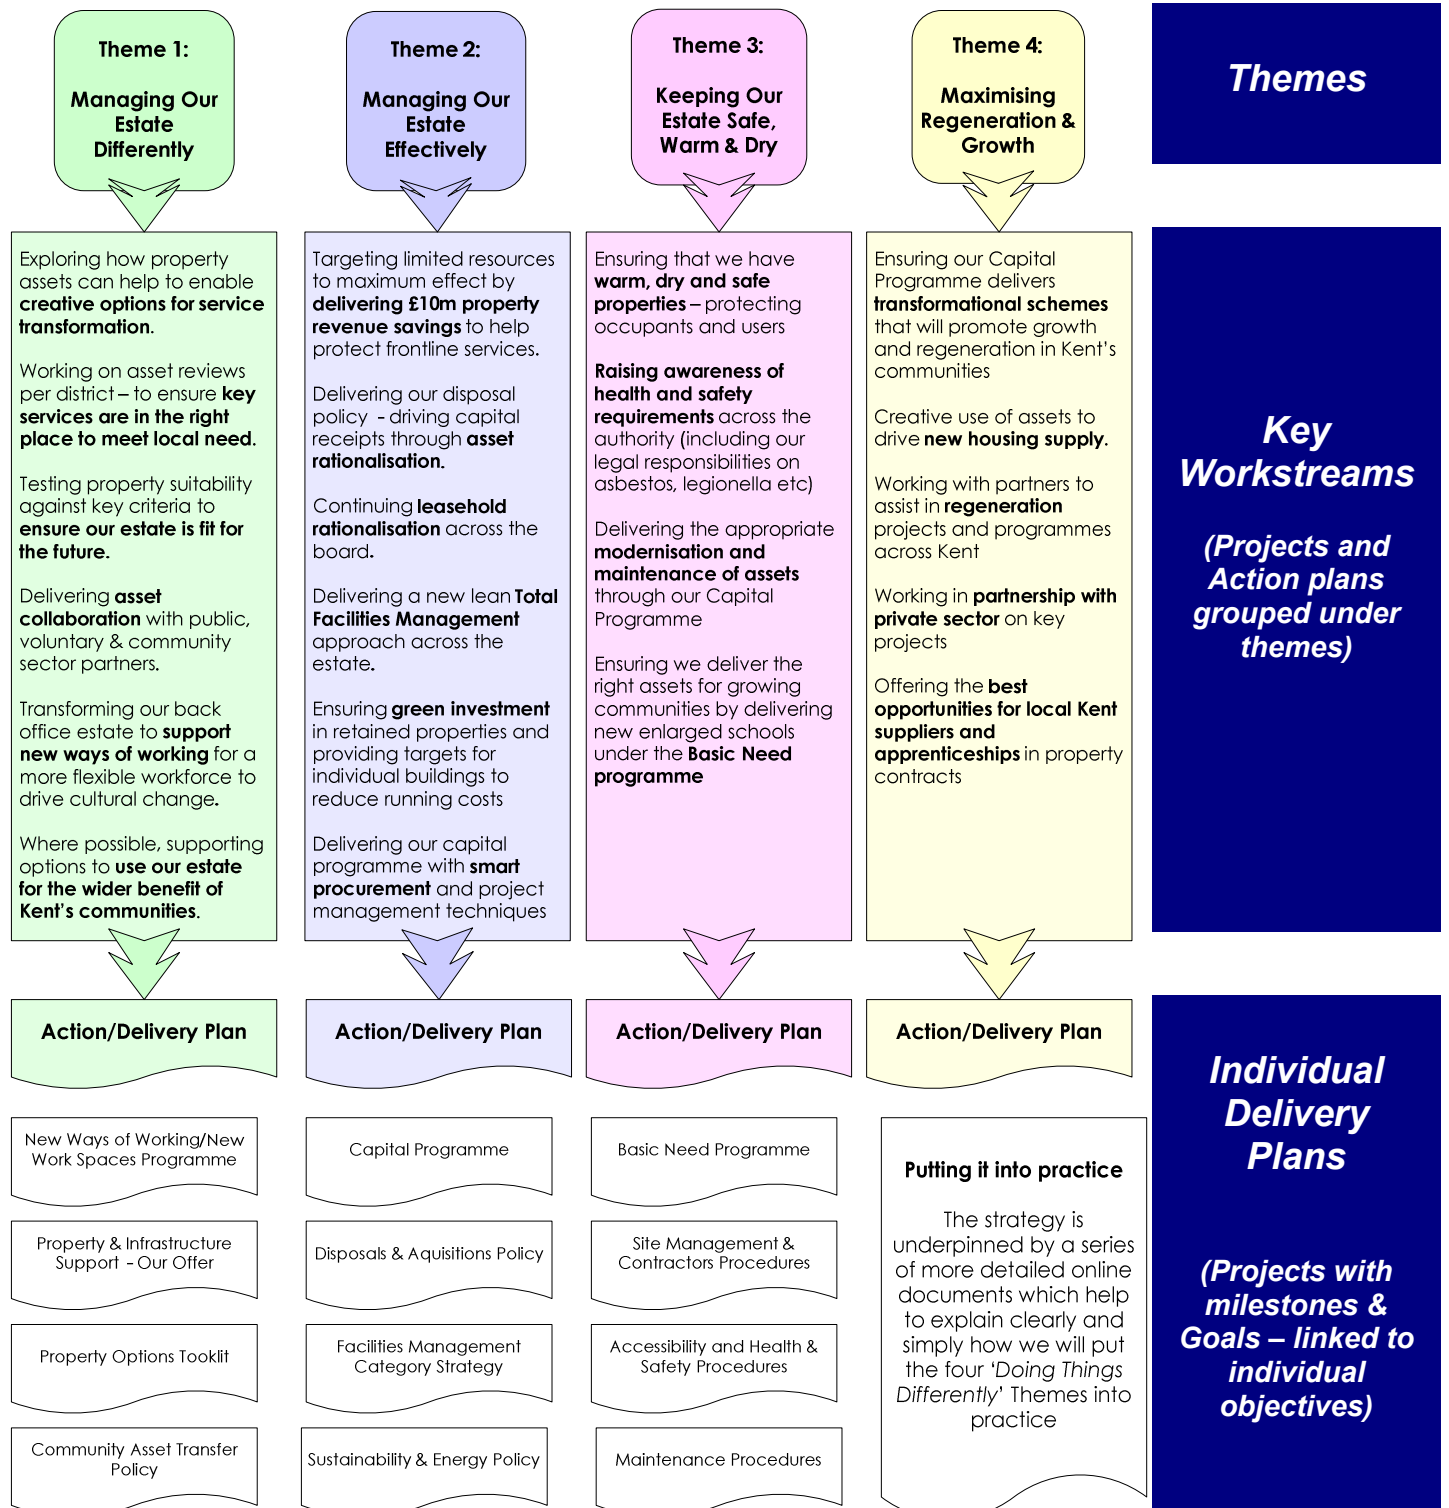 Theme 1:
Managing Our
Estate
Differently
Theme 2:
Managing Our
Estate
Effectively
Theme 3:
Keeping Our
Estate Safe,
Warm & Dry
Theme 4:
Maximising
Regeneration &
Growth
Themes
Exploring how property
assets can help to enable
creative options for service
transformation.
Working on asset reviews
per district – to ensure key
services are in the right
place to meet local need.
Testing property suitability
against key criteria to
ensure our estate is fit for
the future.
Delivering asset
collaboration with public,
voluntary & community
sector partners.
Transforming our back
office estate to support
new ways of working for a
more flexible workforce to
drive cultural change.
Where possible, supporting
options to use our estate
for the wider benefit of
Kent's communities.
Targeting limited resources
to maximum effect by
delivering £10m property
revenue savings to help
protect frontline services.
Delivering our disposal
policy - driving capital
receipts through asset
rationalisation.
Continuing leasehold
rationalisation across the
board.
Delivering a new lean Total
Facilities Management
approach across the
estate.
Ensuring green investment
in retained properties and
providing targets for
individual buildings to
reduce running costs
Delivering our capital
programme with smart
procurement and project
management techniques
Ensuring that we have
warm, dry and safe
properties – protecting
occupants and users
Raising awareness of
health and safety
requirements across the
authority (including our
legal responsibilities on
asbestos, legionella etc)
Delivering the appropriate
modernisation and
maintenance of assets
through our Capital
Programme
Ensuring we deliver the
right assets for growing
communities by delivering
new enlarged schools
under the Basic Need
programme
Ensuring our Capital
Programme delivers
transformational schemes
that will promote growth
and regeneration in Kent's
communities
Creative use of assets to
drive new housing supply.
Working with partners to
assist in regeneration
projects and programmes
across Kent
Working in partnership with
private sector on key
projects
Offering the best
opportunities for local Kent
suppliers and
apprenticeships in property
contracts
Key
Workstreams
(Projects and
Action plans
grouped under
themes)
Action/Delivery Plan
Action/Delivery Plan
Action/Delivery Plan
Action/Delivery Plan
New Ways of Working/New
Work Spaces Programme
Property & Infrastructure
Support - Our Offer
Property Options Tooklit
Community Asset Transfer
Policy
Capital Programme
Disposals & Aquisitions Policy
Facilities Management
Category Strategy
Sustainability & Energy Policy
Basic Need Programme
Site Management &
Contractors Procedures
Accessibility and Health &
Safety Procedures
Maintenance Procedures
Putting it into practice
The strategy is
underpinned by a series
of more detailed online
documents which help
to explain clearly and
simply how we will put
the four 'Doing Things
Differently' Themes into
practice
Individual
Delivery
Plans
(Projects with
milestones &
Goals – linked to
individual
objectives)